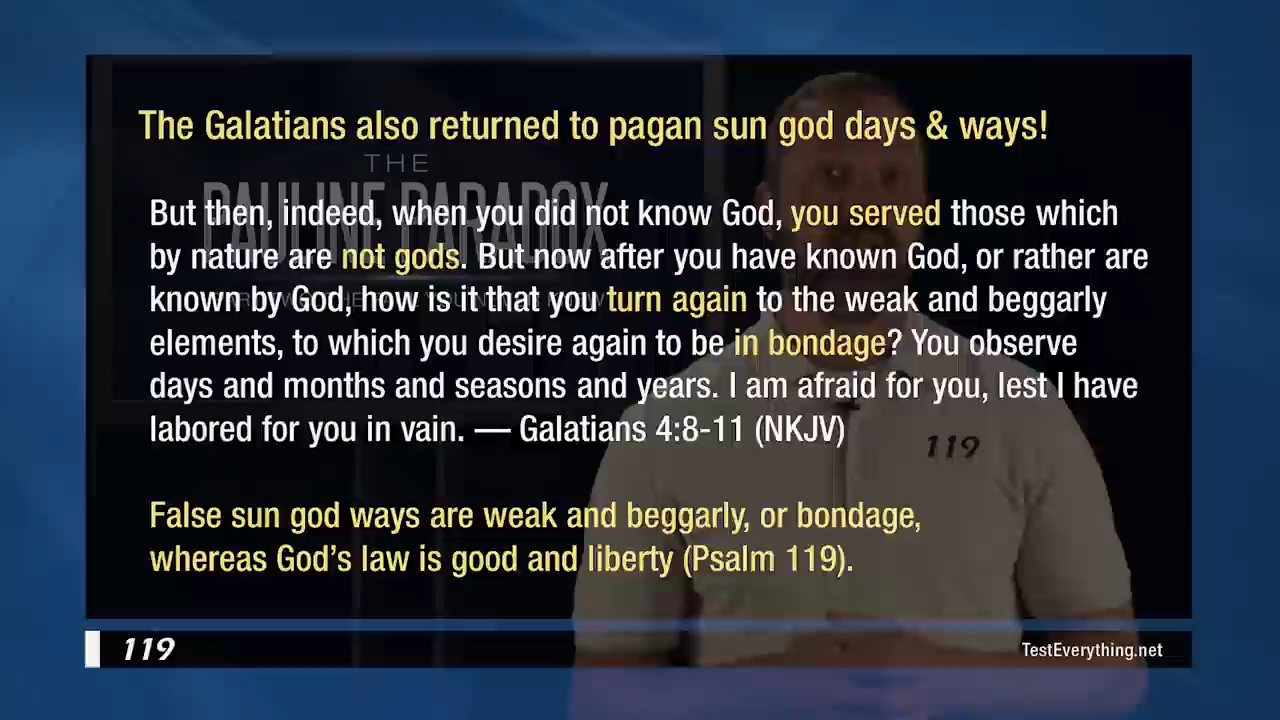 The Galatians also returned to pagan sun god days & ways!
THE
PAULINE PARADOX
But then, indeed, when you did not know God, you served those which
by nature are not gods. But now after you have known God, or rather are
known by God, how is it that you turn again to the weak and beggarly
elements, to which you desire again to be in bondage? You observe
days and months and seasons and years. I am afraid for you, lest I have
labored for you in vain. — Galatians 4:8-11 (NKJV)
119
False sun god ways are weak and beggarly, or bondage,
whereas God's law is good and liberty (Psalm 119).
119
TestEverything.net